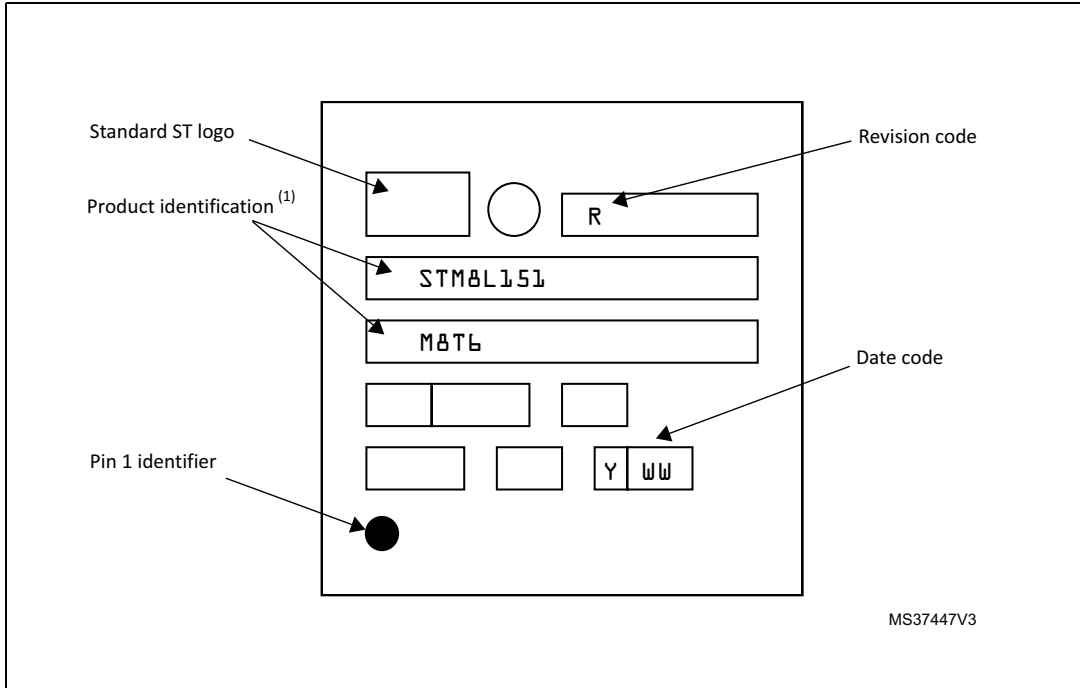 Standard ST logo
Revision code
Product identification (1)
R
STM8L151
M8T6
Date code
Pin 1 identifier
Y WW
MS37447V3